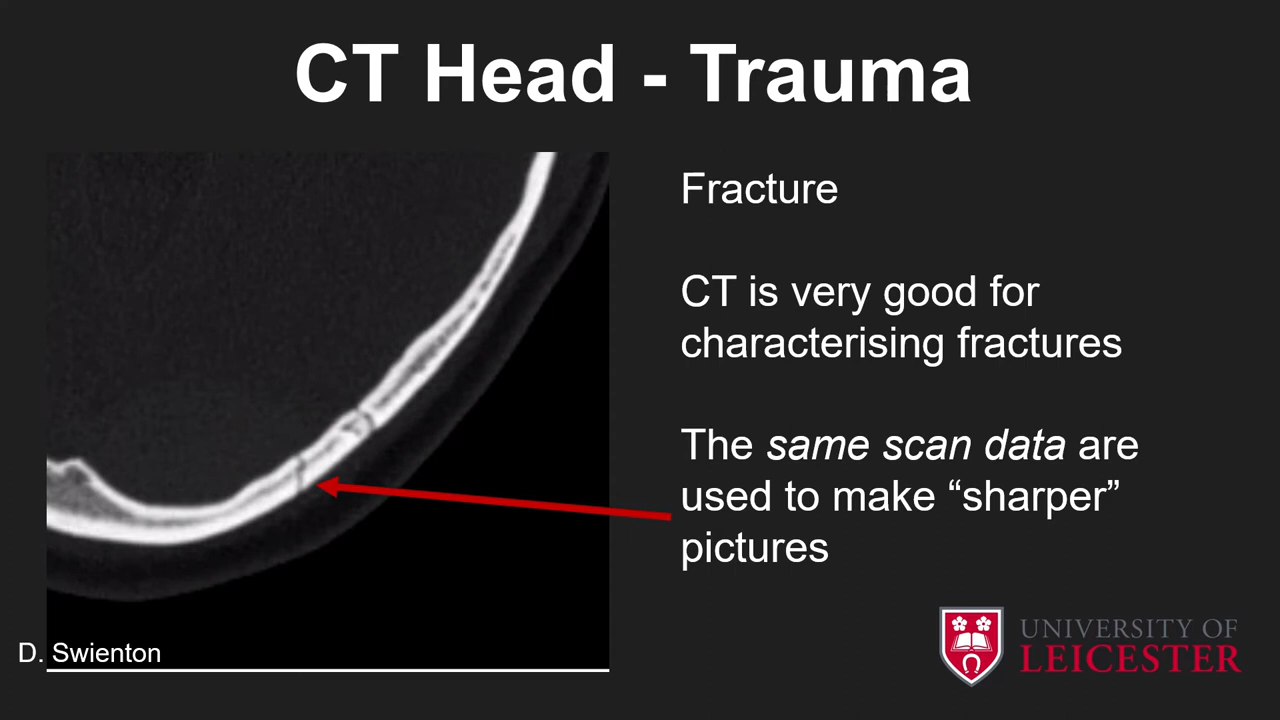 CT Head - Trauma
Fracture
CT is very good for
characterising fractures
The same scan data are
used to make “sharper”
pictures
D. Swienton
UNIVERSITY OF
LEICESTER